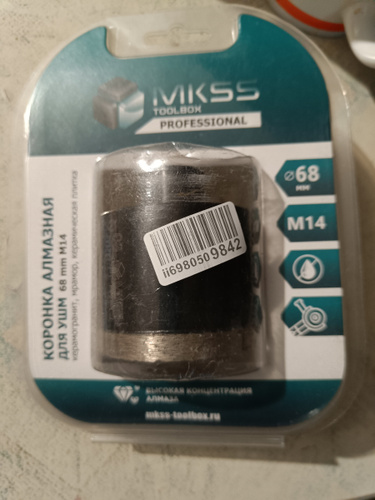 MKSS
TOOLBOX
PROFESSIONAL
⌀68
мм
M14
КОРОНКА АЛМАЗНАЯ
ДЛЯ УШМ 68 mm M14
керамогранит, мрамор, керамическая плитка
ii6980509842
ВЫСОКАЯ КОНЦЕНТРАЦИЯ
АЛМАЗА
mkss-toolbox.ru